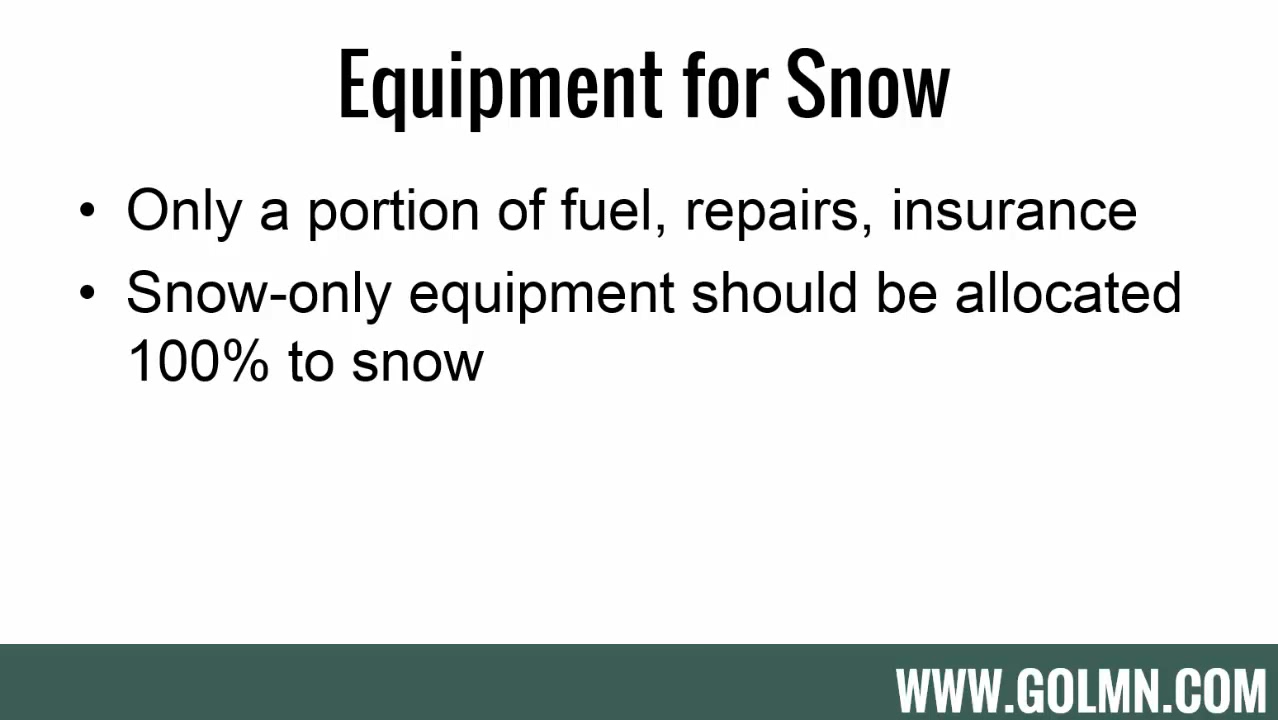 Equipment for Snow
• Only a portion of fuel, repairs, insurance
• Snow-only equipment should be allocated
100% to snow
WWW.GOLMN.COM